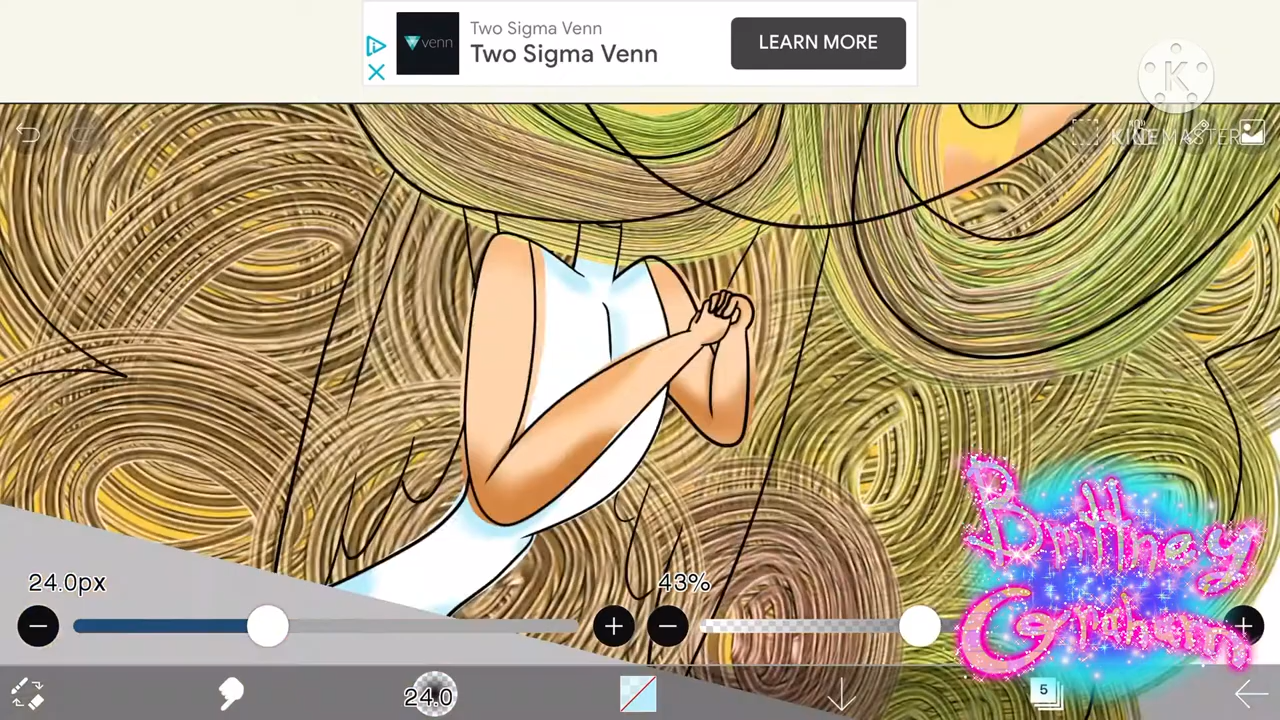 Two Sigma Venn
venn
Two Sigma Venn
LEARN MORE
K
KINEMASTER
24.0px
43%
Brittney
Graham
24.0
5